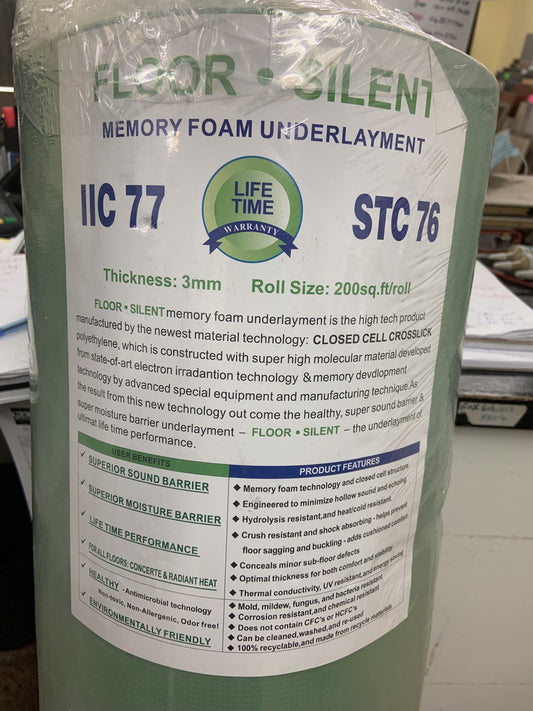 FLOOR • SILENT
MEMORY FOAM UNDERLAYMENT
IIC 77
LIFE
TIME
WARRANTY
STC 76
Thickness: 3mm Roll Size: 200sq.ft/roll
FLOOR • SILENT memory foam underlayment is the high tech product
manufactured by the newest material technology: CLOSED CELL CROSSLICK
polyethylene, which is constructed with super high molecular material developed
from state-of-art electron irradantion technology & memory devdlopment
technology by advanced special equipment and manufacturing technique.As
the result from this new technology out come the healthy, super sound barrier &
super moisture barrier underlayment – FLOOR • SILENT – the underlayment of
ultimat life time performance.
USER BENEFITS
✓ SUPERIOR SOUND BARRIER
✓ SUPERIOR MOISTURE BARRIER
✓ LIFE TIME PERFORMANCE
✓ FOR ALL FLOORS: CONCERTE & RADIANT HEAT
✓ HEALTHY - Antimicrobial technology
Non-toxic, Non-Allergenic, Odor free!
✓ ENVIRONMENTALLY FRIENDLY
PRODUCT FEATURES
◆ Memory foam technology and closed cell structure
◆ Engineered to minimize hollow sound and echoing
◆ Hydrolysis resistant,and heat/cold resistant,
◆ Crush resistant and shock absorbing - helps prevent
floor sagging and buckling - adds cushioned comfort
◆ Conceals minor sub-floor defects
◆ Optimal thickness for both comfort and stability
◆ Thermal conductivity, UV resistant,and energy saving
◆ Mold, mildew, fungus, and bacteria resistant
◆ Corrosion resistant,and chemical resistant
◆ Does not contain CFC's or HCFC's
◆ Can be cleaned,washed,and re-used
◆ 100% recyclable,and made from recycle materials